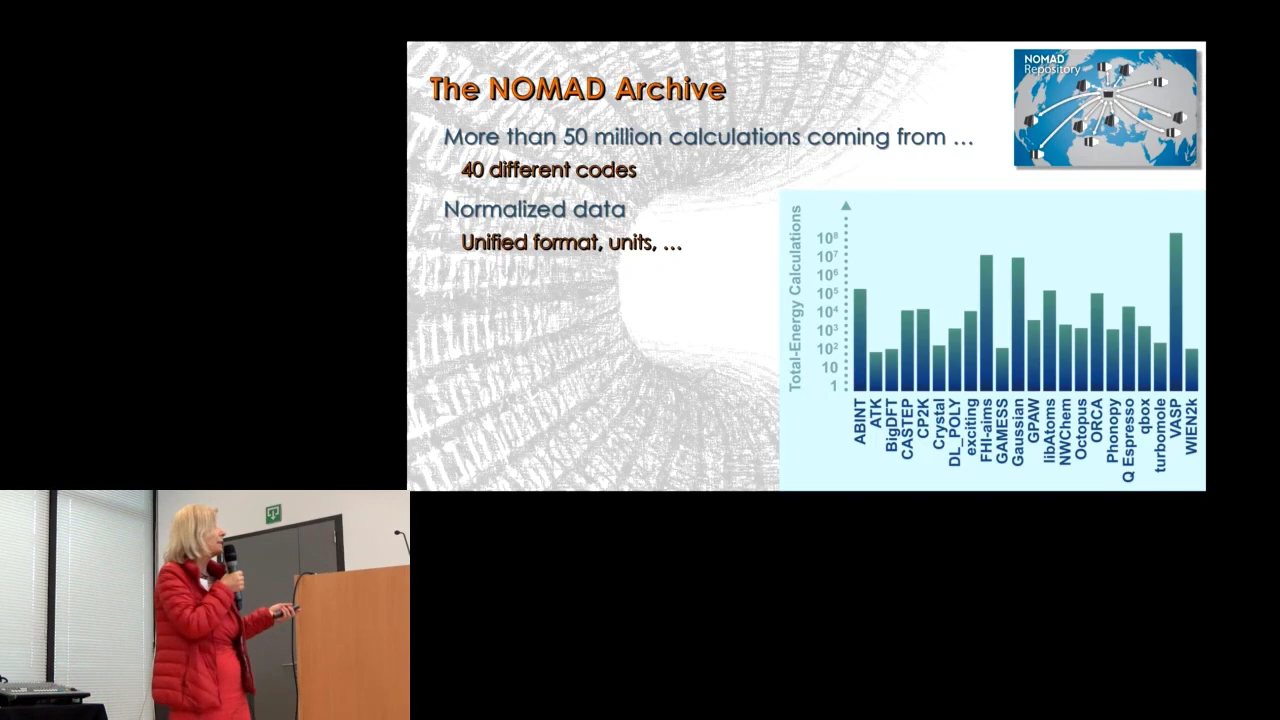 The NOMAD Archive
More than 50 million calculations coming from ...
40 different codes
Normalized data
Unified format, units, ...
NOMAD
Repository
Total-Energy Calculations
10⁸
10⁷
10⁶
10⁵
10⁴
10³
10²
10
1
ABINT
ATK
BigDFT
CASTEP
CP2K
Crystal
DL_POLY
exciting
FHI-aims
GAMESS
Gaussian
GPAW
libAtoms
NWChem
Octopus
ORCA
Phonopy
Q Espresso
qbox
turbomole
VASP
WIEN2k